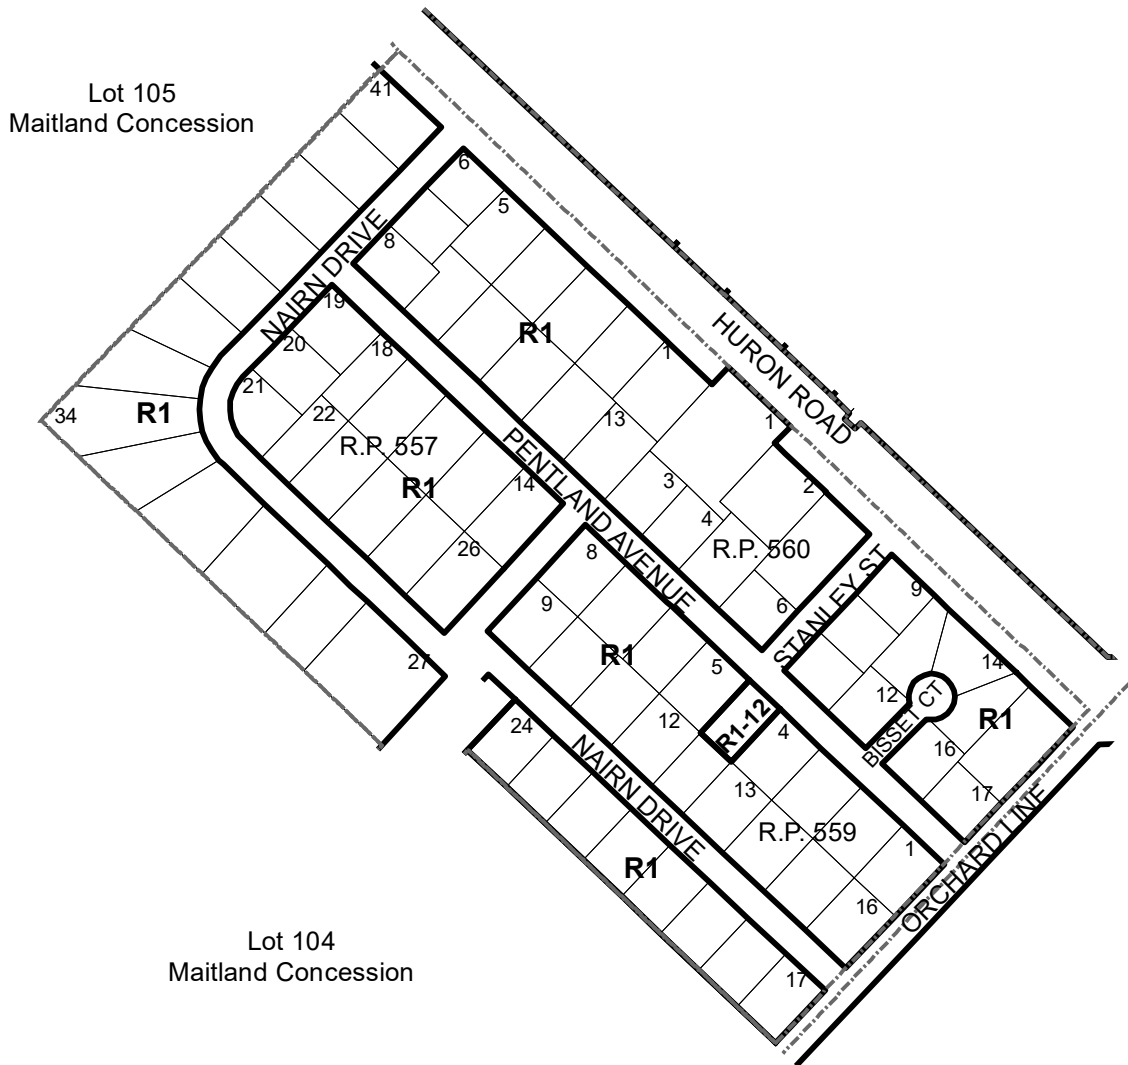 Lot 105
Maitland Concession
41
6
5
8
NAIRN DRIVE
19
20
18
21
22
R1
1
HURON ROAD
34
R1
13
1
R.P. 557
R1
14
PENTLAND AVENUE
3
2
4
26
8
R.P. 560
9
6
STANLEY ST
9
R1
5
27
14
12
BISSET CT
R1
12
R1-12
4
16
24
NAIRN DRIVE
13
17
R.P. 559
1
ORCHARD LINE
R1
16
17
Lot 104
Maitland Concession